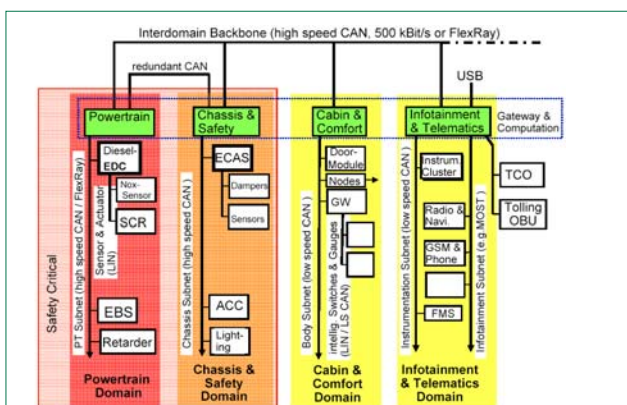 Interdomain Backbone (high speed CAN, 500 kBit/s or FlexRay)
redundant CAN
USB
Powertrain
Chassis &
Safety
Cabin &
Comfort
Infotainment
& Telematics
Gateway &
Computation
Safety Critical
PT Subnet (high speed CAN / FlexRay)
Diesel-
EDC
Sensor & Actuator
(LIN)
Nox-
Sensor
SCR
EBS
Retarder
Powertrain
Domain
Chassis Subnet (high speed CAN)
ECAS
Dampers
Sensors
ACC
Light-
ing
Chassis &
Safety
Domain
Body Subnet (low speed CAN)
Door-
Module
Nodes
GW
intellig. Switches & Gauges
(LIN / LS CAN)
Cabin &
Comfort
Domain
Instrumentation Subnet (low speed CAN)
Instrum.
Cluster
Radio &
Navi.
GSM &
Phone
FMS
Infotainment Subnet (e.g.MOST)
TCO
Tolling
OBU
Infotainment
& Telematics
Domain